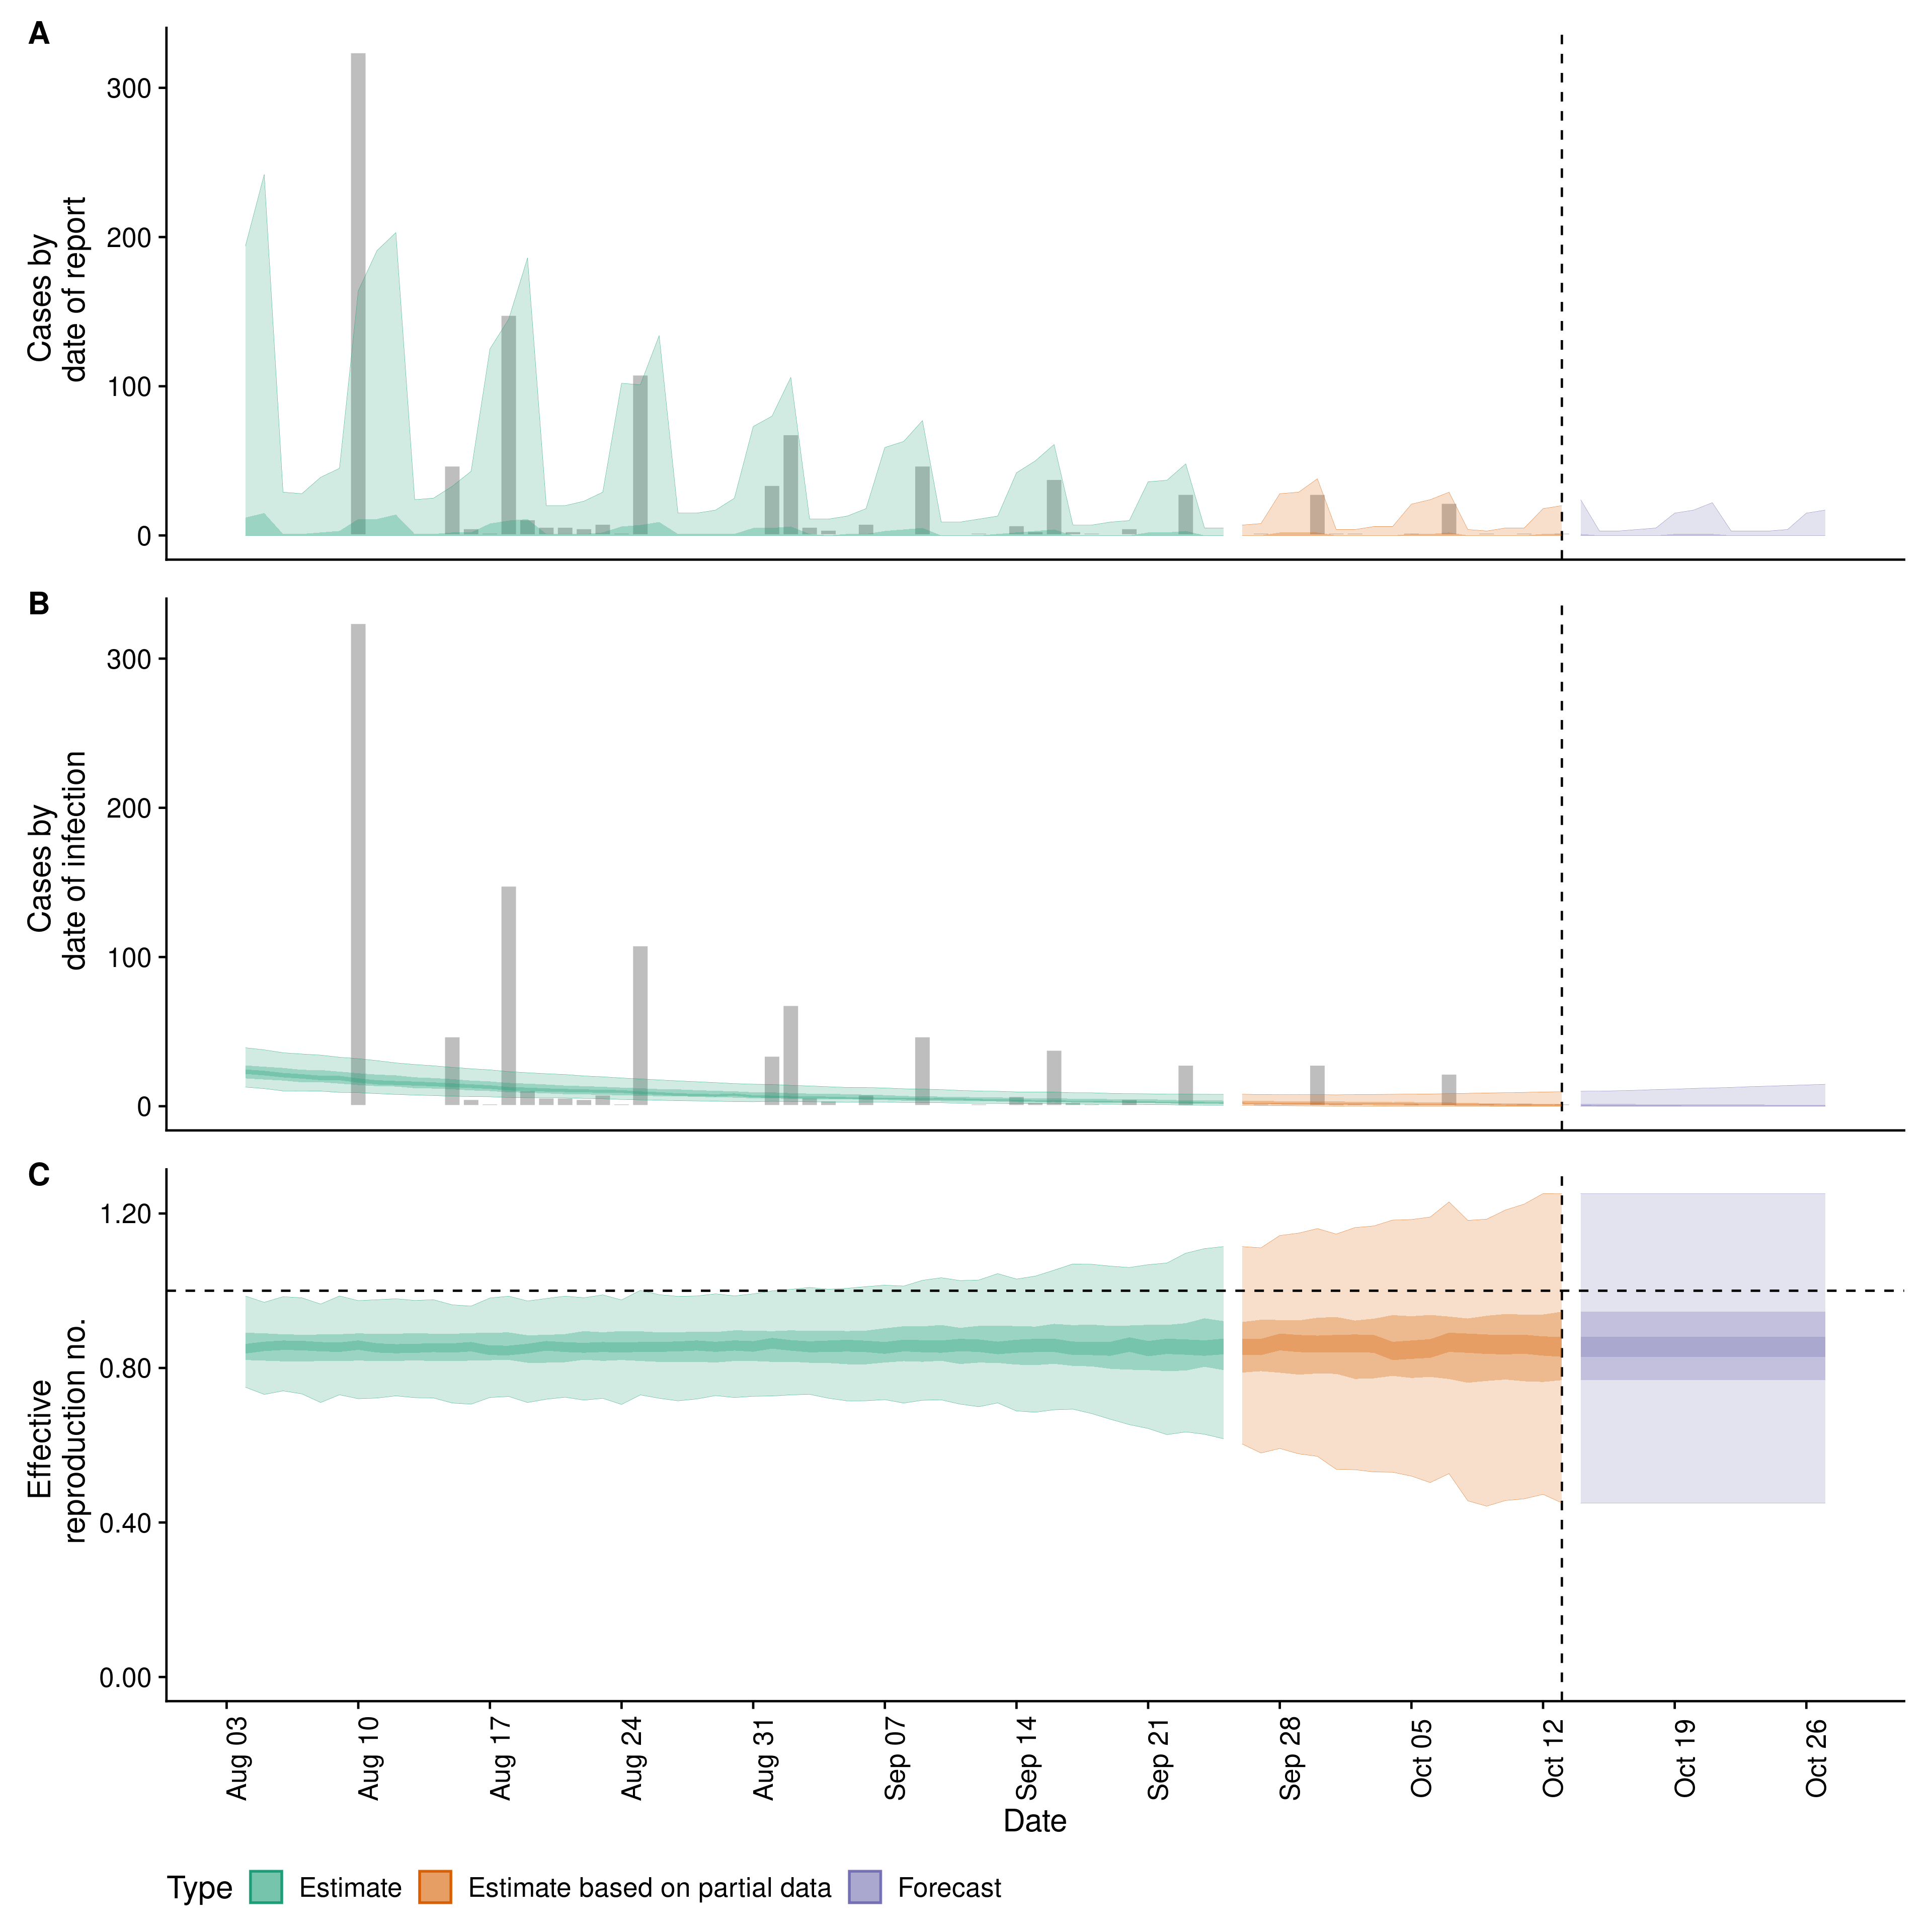 A
Cases by
date of report
300
200
100
0
B
Cases by
date of infection
300
200
100
0
C
Effective
reproduction no.
1.20
0.80
0.40
0.00
Aug 03
Aug 10
Aug 17
Aug 24
Aug 31
Sep 07
Sep 14
Sep 21
Sep 28
Oct 05
Oct 12
Oct 19
Oct 26
Date
Type Estimate Estimate based on partial data Forecast